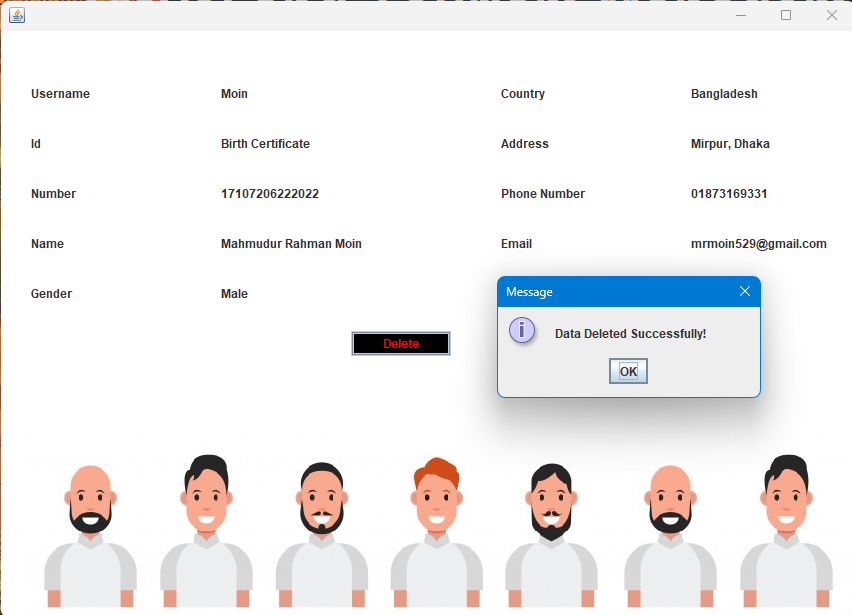 Username Moin Country Bangladesh
Id Birth Certificate Address Mirpur, Dhaka
Number 17107206222022 Phone Number 01873169331
Name Mahmudur Rahman Moin Email mrmoin529@gmail.com
Gender Male
Message
Data Deleted Successfully!
Delete
OK